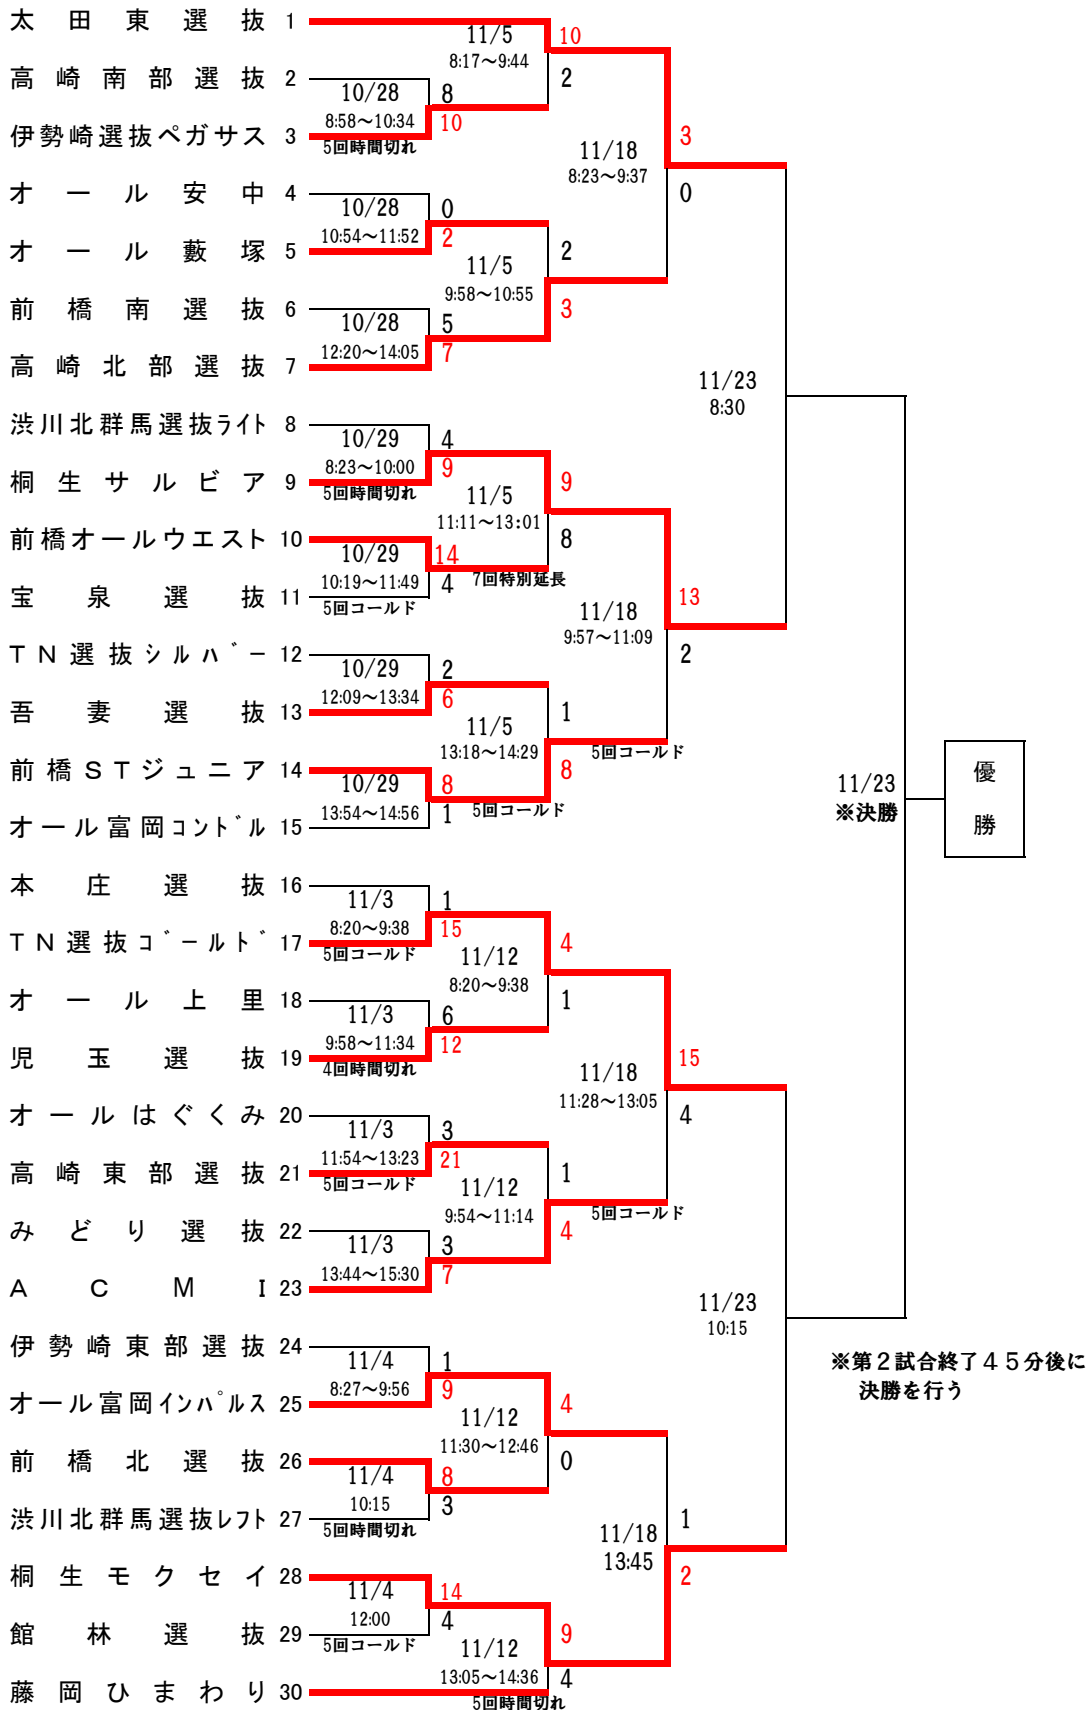 太田東選抜 1
11/5
10
8:17～9:44
高崎南部選抜 2
2
10/28
8
8:58～10:34
10
伊勢崎選抜ペガサス 3
5回時間切れ
11/18
3
8:23～9:37
オール安中 4
0
10/28
0
10:54～11:52
2
オール藪塚 5
11/5
2
9:58～10:55
前橋南選抜 6
3
10/28
5
12:20～14:05
7
高崎北部選抜 7
11/23
8:30
渋川北群馬選抜ライト 8
10/29
4
8:23～10:00
9
桐生サルビア 9
5回時間切れ
11/5
9
11:11～13:01
前橋オールウエスト 10
8
10/29
14
10:19～11:49
4
7回特別延長
宝泉選抜 11
5回コールド
11/18
13
9:57～11:09
TN選抜シルバー 12
2
10/29
2
12:09～13:34
6
吾妻選抜 13
11/5
1
13:18～14:29
5回コールド
前橋STジュニア 14
8
10/29
8
13:54～14:56
1
5回コールド
オール富岡コンドル 15
11/23
※決勝
優
勝
本庄選抜 16
11/3
1
8:20～9:38
15
TN選抜ゴールド 17
5回コールド
11/12
4
8:20～9:38
オール上里 18
1
11/3
6
9:58～11:34
12
児玉選抜 19
4回時間切れ
11/18
15
11:28～13:05
オールはぐくみ 20
4
11/3
3
11:54～13:23
21
高崎東部選抜 21
5回コールド
11/12
1
9:54～11:14
5回コールド
みどり選抜 22
4
11/3
3
13:44～15:30
7
ACMI 23
11/23
10:15
伊勢崎東部選抜 24
11/4
1
8:27～9:56
9
※第２試合終了４５分後に
決勝を行う
オール富岡インパルス 25
11/12
4
11:30～12:46
前橋北選抜 26
0
11/4
8
10:15
3
渋川北群馬選抜レフト 27
5回時間切れ
11/18
1
13:45
桐生モクセイ 28
2
11/4
14
12:00
4
館林選抜 29
5回コールド
11/12
9
13:05～14:36
4
藤岡ひまわり 30
5回時間切れ